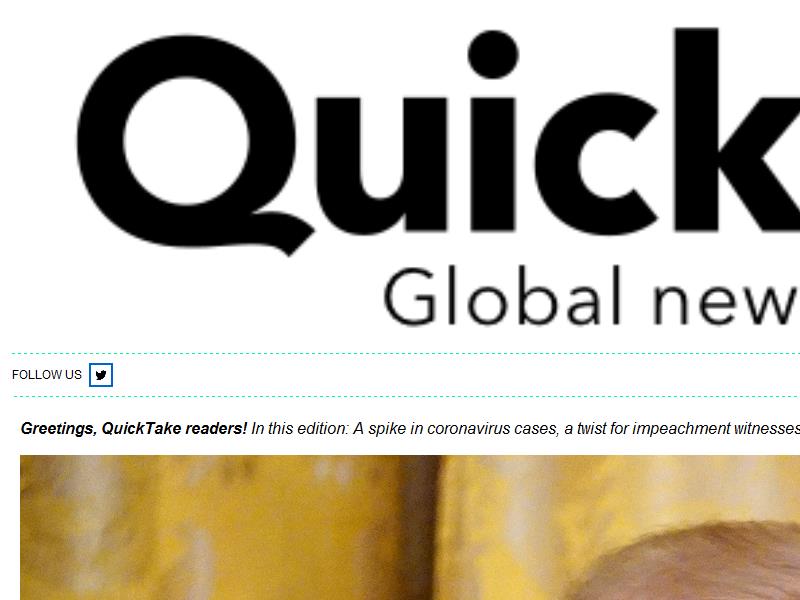 Quick
Global new
FOLLOW US
Greetings, QuickTake readers! In this edition: A spike in coronavirus cases, a twist for impeachment witnesses